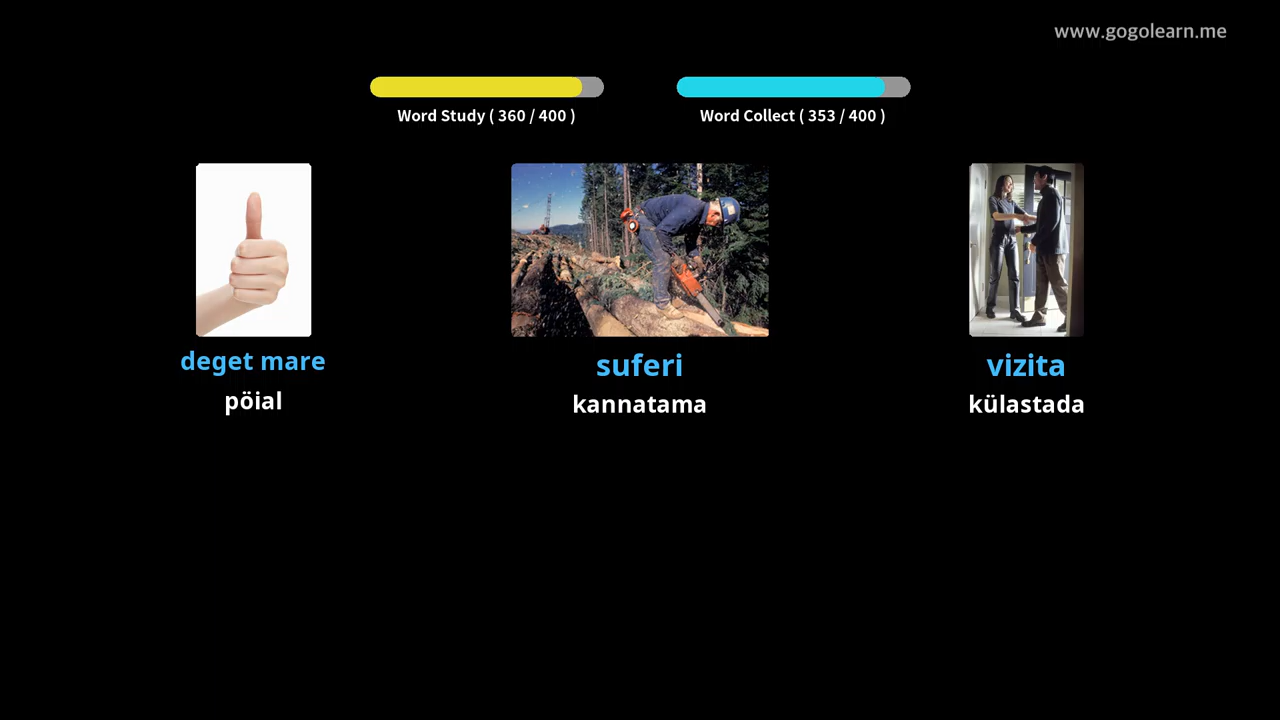 www.gogolearn.me
Word Study ( 360 / 400 )
Word Collect ( 353 / 400 )
deget mare
pöial
suferi
kannatama
vizita
külastada